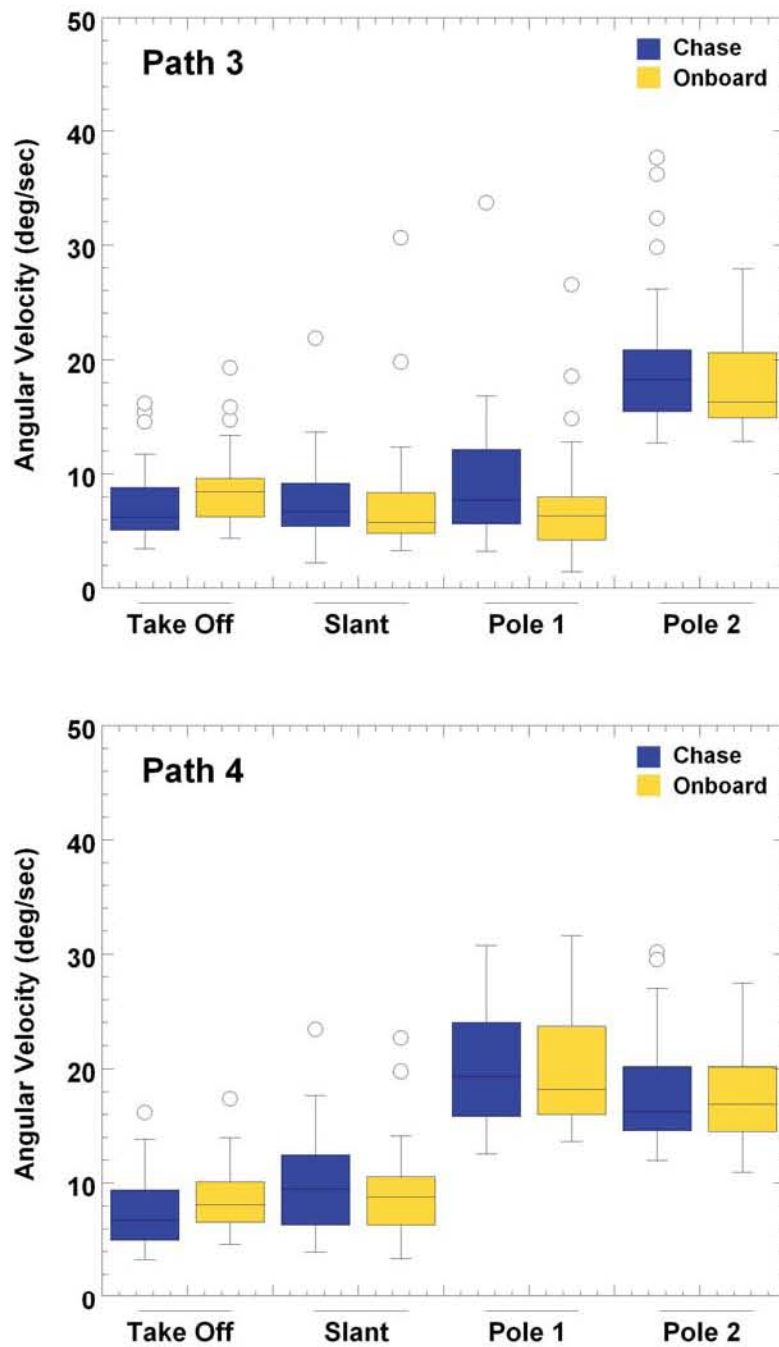 Path 3
Chase
Onboard
Angular Velocity (deg/sec)
50
40
30
20
10
0
Take Off Slant Pole 1 Pole 2
Path 4
Chase
Onboard
Angular Velocity (deg/sec)
50
40
30
20
10
0
Take Off Slant Pole 1 Pole 2